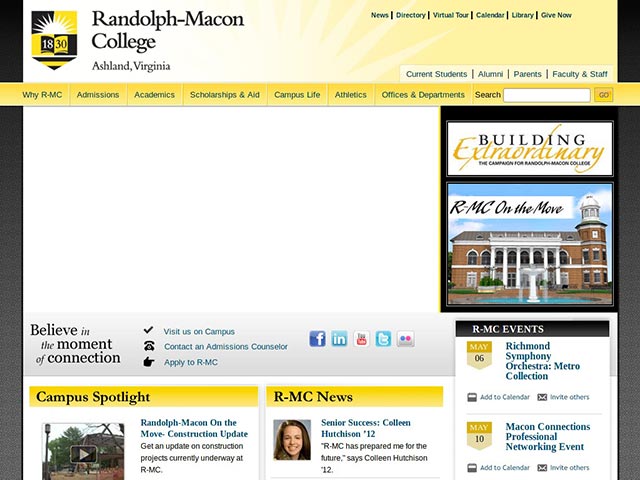 Randolph-Macon
College
18 30
Ashland, Virginia
News Directory Virtual Tour Calendar Library Give Now
Current Students Alumni Parents Faculty & Staff
Why R-MC Admissions Academics Scholarships & Aid Campus Life Athletics Offices & Departments Search GO
BUILDING
Extraordinary
THE CAMPAIGN FOR RANDOLPH-MACON COLLEGE
R-MC On the Move
Believe in
the moment
of connection
Visit us on Campus
Contact an Admissions Counselor
Apply to R-MC
f in You Tube t
R-MC EVENTS
MAY
06
Richmond
Symphony
Orchestra: Metro
Collection
Add to Calendar Invite others
MAY
10
Macon Connections
Professional
Networking Event
Add to Calendar Invite others
Campus Spotlight
Randolph-Macon On the
Move- Construction Update
Get an update on construction
projects currently underway at
R-MC.
R-MC News
Senior Success: Colleen
Hutchison '12
"R-MC has prepared me for the
future," says Colleen Hutchison
'12.